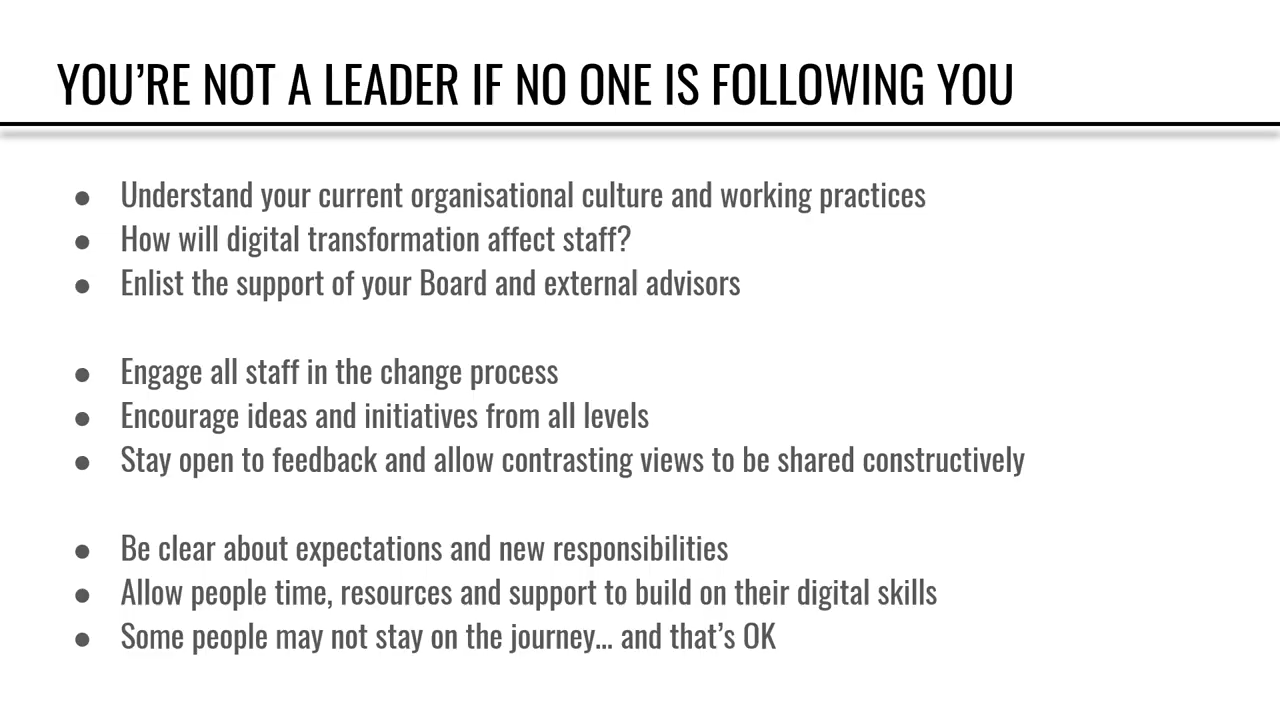 YOU’RE NOT A LEADER IF NO ONE IS FOLLOWING YOU
● Understand your current organisational culture and working practices
● How will digital transformation affect staff?
● Enlist the support of your Board and external advisors
● Engage all staff in the change process
● Encourage ideas and initiatives from all levels
● Stay open to feedback and allow contrasting views to be shared constructively
● Be clear about expectations and new responsibilities
● Allow people time, resources and support to build on their digital skills
● Some people may not stay on the journey... and that’s OK